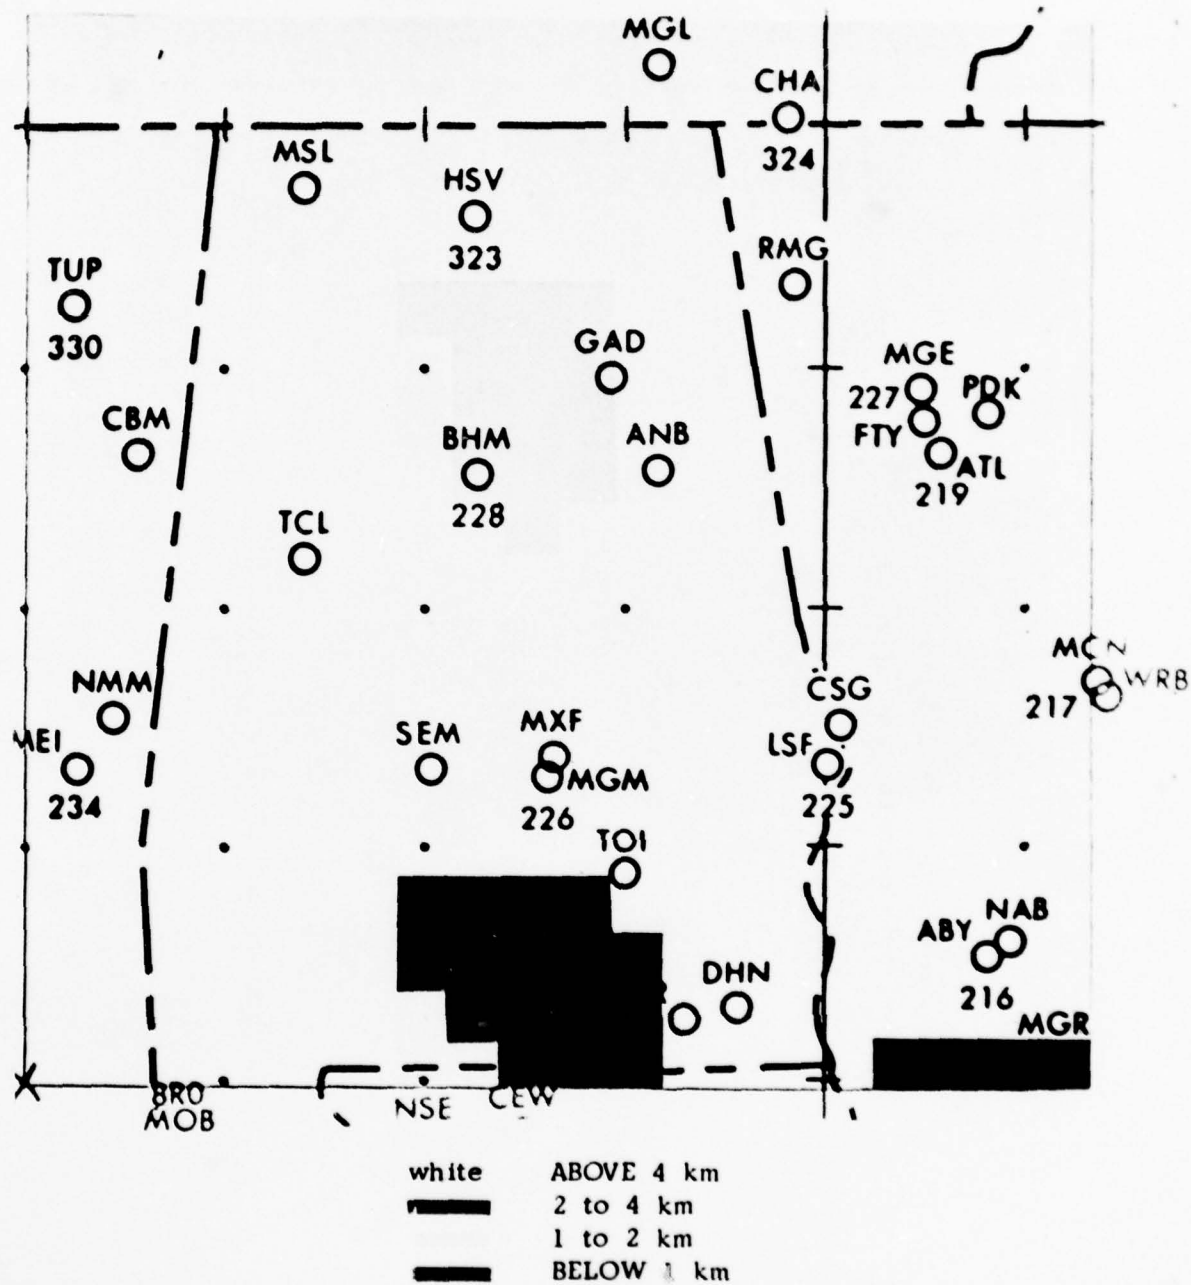 MGL
CHA
324
MSL
HSV
323
RMG
TUP
330
GAD
MGE
227
PDK
FTY
ATL
219
CBM
BHM
228
ANB
TCL
MCN
WRB
217
NMM
CSG
MEI
234
SEM
MXF
MGM
226
LSF
225
TOI
NAB
ABY
216
DHN
MGR
BRO
MOB
NSE
CEW
white ABOVE 4 km
2 to 4 km
1 to 2 km
BELOW 1 km